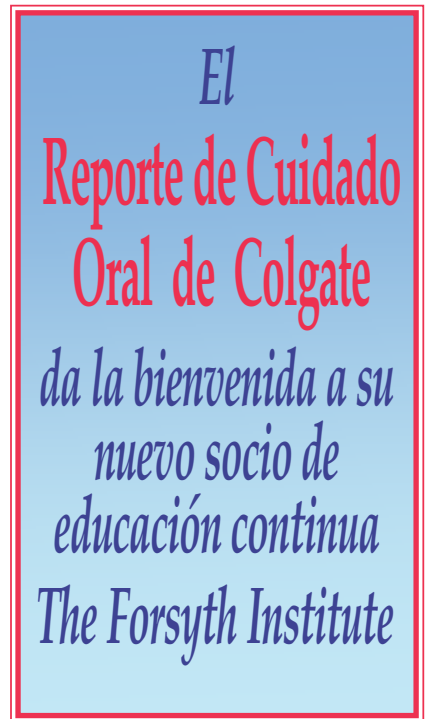 El
Reporte de Cuidado
Oral de Colgate
da la bienvenida a su
nuevo socio de
educación continua
The Forsyth Institute